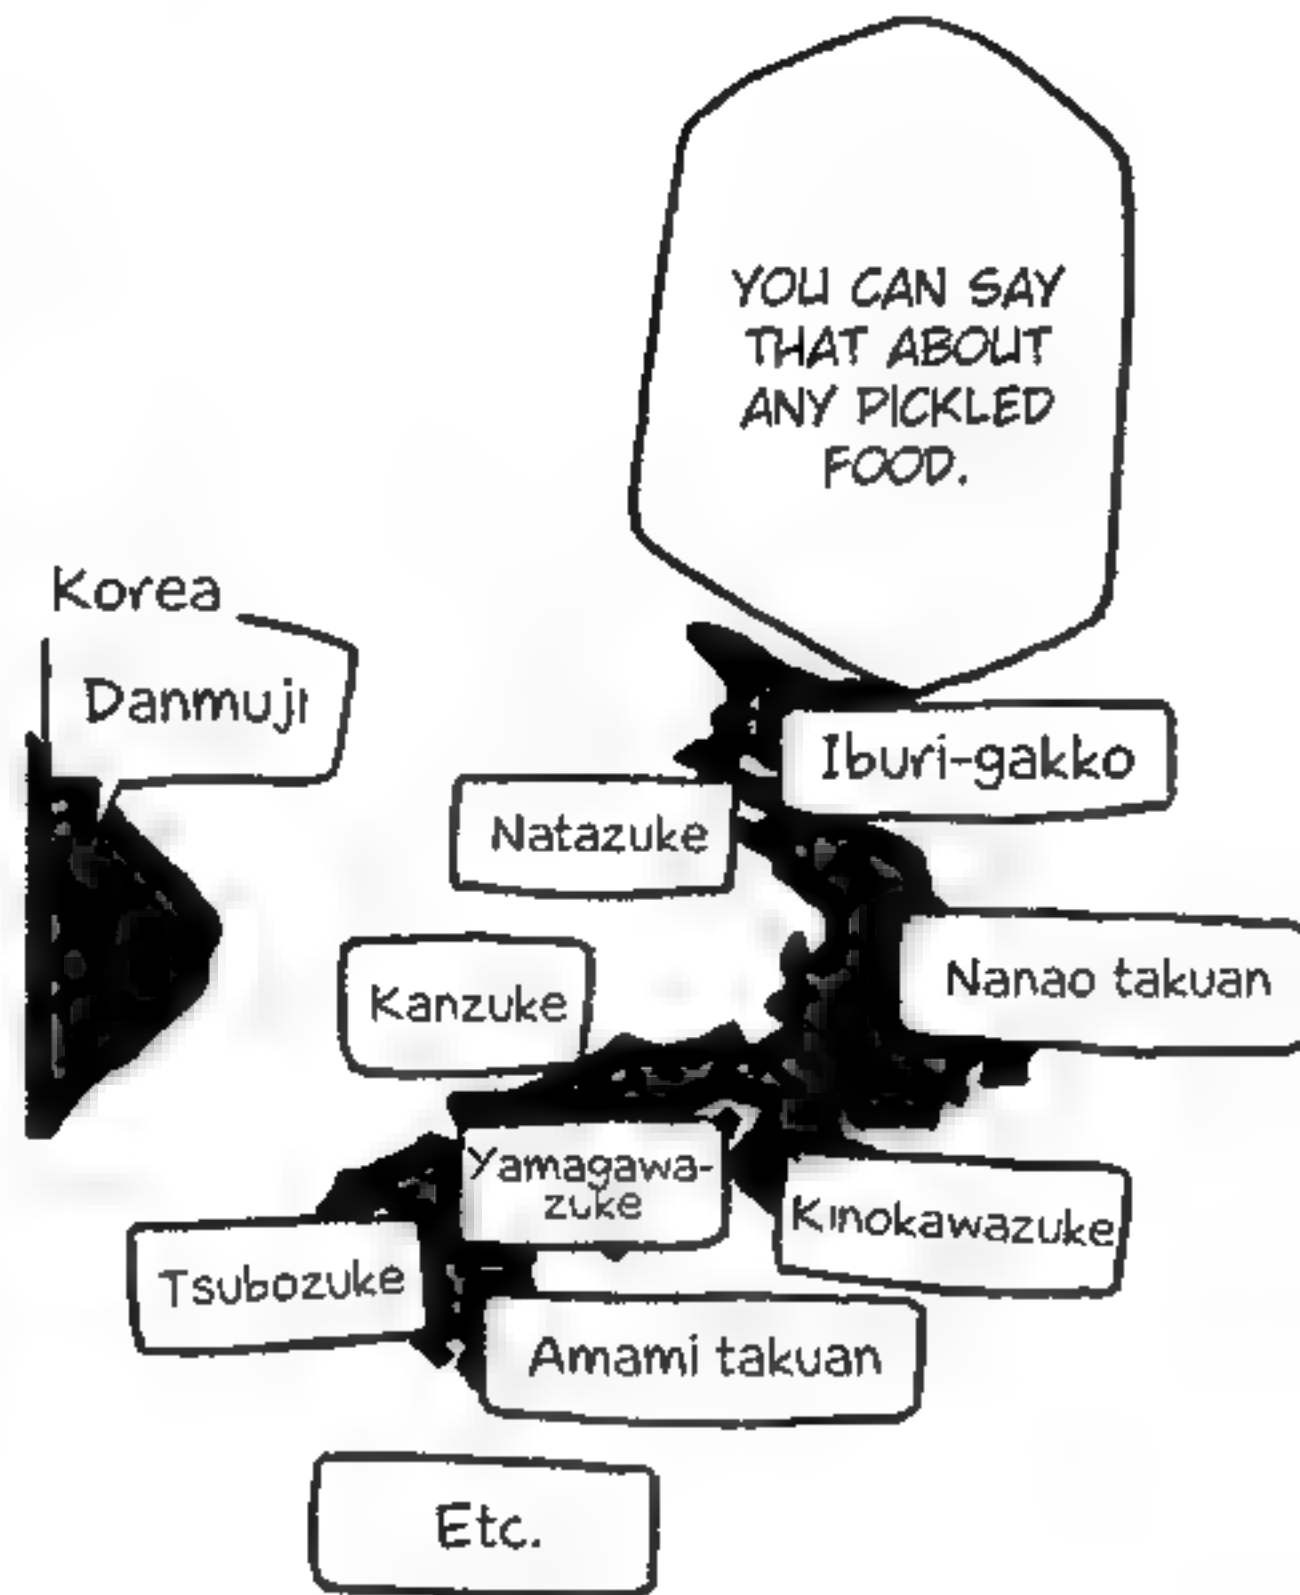 YOU CAN SAY
THAT ABOUT
ANY PICKLED
FOOD.
Korea
Danmuji
Iburi-gakko
Natazuke
Nanao takuan
Kanzuke
Yamagawa-
zuke
Kinokawazuke
Tsubozuke
Amami takuan
Etc.